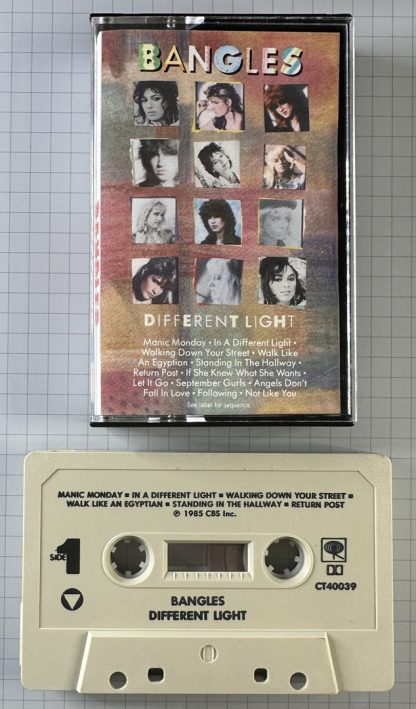 BANGLES
DIFFERENT LIGHT
Manic Monday • In A Different Light •
Walking Down Your Street • Walk Like
An Egyptian • Standing In The Hallway •
Return Post • If She Knew What She Wants •
Let It Go • September Gurls • Angels Don't
Fall In Love • Following • Not Like You
See label for sequence
MANIC MONDAY ■ IN A DIFFERENT LIGHT ■ WALKING DOWN YOUR STREET ■
WALK LIKE AN EGYPTIAN ■ STANDING IN THE HALLWAY ■ RETURN POST
℗ 1985 CBS Inc.
SIDE 1
CT40039
BANGLES
DIFFERENT LIGHT